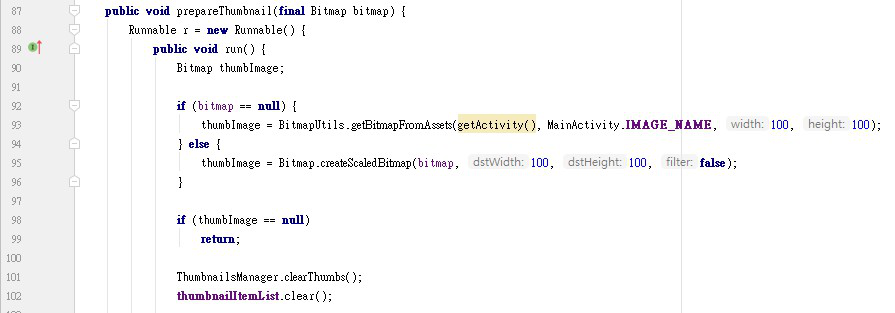 87 public void prepareThumbnail(final Bitmap bitmap) {
88 Runnable r = new Runnable() {
89 public void run() {
90 Bitmap thumbImage;
91
92 if (bitmap == null) {
93 thumbImage = BitmapUtils.getBitmapFromAssets(getActivity(), MainActivity.IMAGE_NAME, width: 100, height: 100);
94 } else {
95 thumbImage = Bitmap.createScaledBitmap(bitmap, dstWidth: 100, dstHeight: 100, filter: false);
96 }
97
98 if (thumbImage == null)
99 return;
100
101 ThumbnailsManager.clearThumbs();
102 thumbnailItemList.clear();